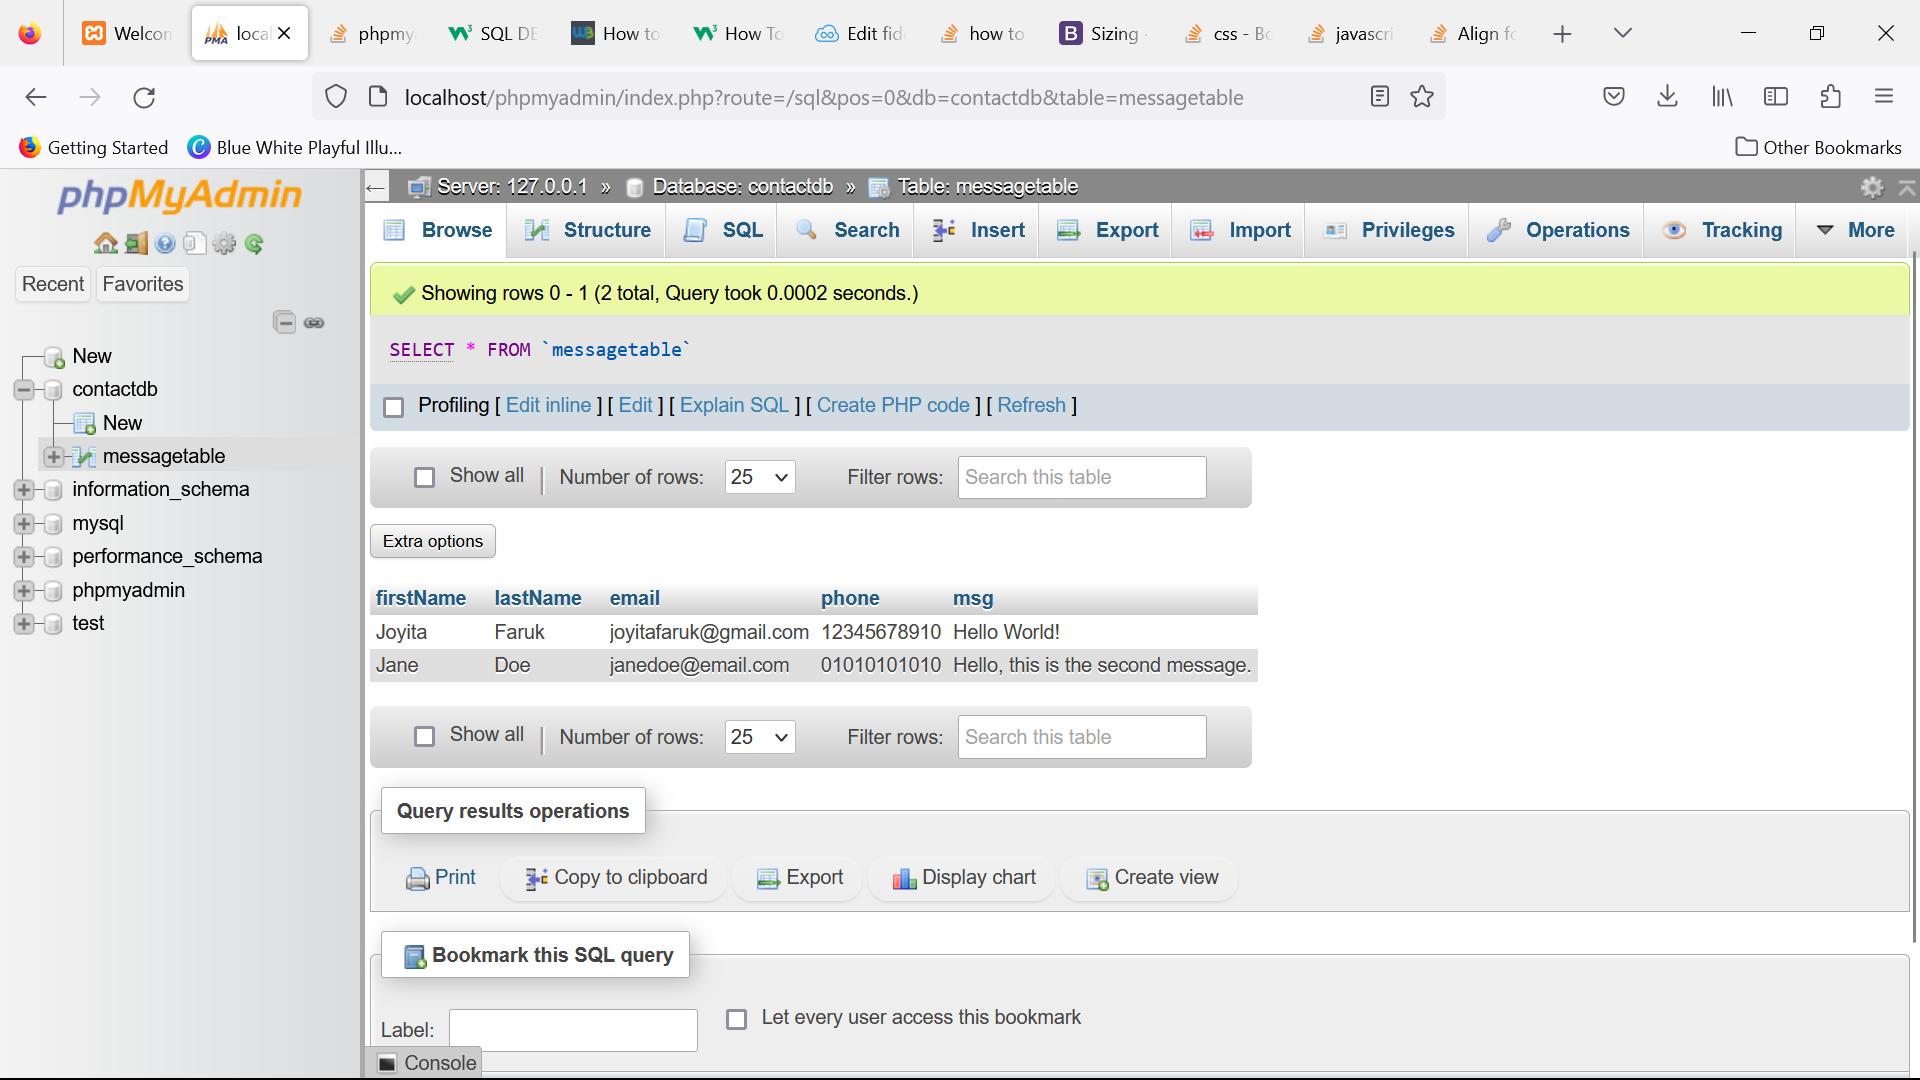 Welcon
local
phpmy
SQL DE
How to
How To
Edit fid
how to
Sizing
css - Bo
javascri
Align fo
localhost/phpmyadmin/index.php?route=/sql&pos=0&db=contactdb&table=messagetable
Getting Started
Blue White Playful Illu...
Other Bookmarks
phpMyAdmin
Recent
Favorites
New
contactdb
New
messagetable
information_schema
mysql
performance_schema
phpmyadmin
test
Server: 127.0.0.1 » Database: contactdb » Table: messagetable
Browse Structure SQL Search Insert Export Import Privileges Operations Tracking More
Showing rows 0 - 1 (2 total, Query took 0.0002 seconds.)
SELECT * FROM `messagetable`
Profiling [ Edit inline ] [ Edit ] [ Explain SQL ] [ Create PHP code ] [ Refresh ]
Show all Number of rows: 25 Filter rows: Search this table
Extra options
firstName lastName email phone msg
Joyita Faruk joyitafaruk@gmail.com 12345678910 Hello World!
Jane Doe janedoe@email.com 01010101010 Hello, this is the second message.
Show all Number of rows: 25 Filter rows: Search this table
Query results operations
Print Copy to clipboard Export Display chart Create view
Bookmark this SQL query
Label: Let every user access this bookmark
Console